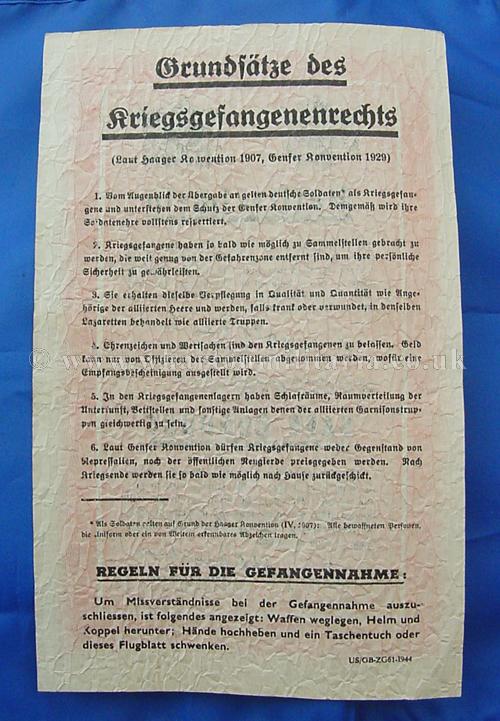 Grundsätze des
Kriegsgefangenenrechts
(Laut Haager Konvention 1907, Genfer Konvention 1929)
1. Vom Augenblick der Übergabe an gelten deutsche Soldaten* als Kriegsgefan-
gene und unterstehen dem Schutz der Genfer Konvention. Demgemäß wird ihre
Soldatenehre vollstens respektiert.
2. Kriegsgefangene haben so bald wie möglich zu Sammelstellen gebracht zu
werden, die weit genug von der Gefahrenzone entfernt sind, um ihre persönliche
Sicherheit zu gewährleisten.
3. Sie erhalten dieselbe Verpflegung in Qualität und Quantität wie Ange-
hörige der alliierten Heere und werden, falls krank oder verwundet, in denselben
Lazaretten behandelt wie alliierte Truppen.
4. Ehrenzeichen und Wertsachen sind den Kriegsgefangenen zu belassen. Geld
kann nur von Offizieren der Sammelstellen abgenommen werden, wofür eine
Empfangsbescheinigung ausgestellt wird.
5. In den Kriegsgefangenenlagern haben Schlafräume, Raumverteilung der
Unterkunft, Bettstellen und sonstige Anlagen denen der alliierten Garnisonstrup-
pen gleichwertig zu sein.
6. Laut Genfer Konvention dürfen Kriegsgefangene weder Gegenstand von
Repressalien, noch der öffentlichen Neugierde preisgegeben werden. Nach
Kriegsende werden sie so bald wie möglich nach Hause zurückgeschickt.
* Als Soldaten gelten auf Grund der Haager Konvention (IV, 1907): Alle bewaffneten Personen,
die Uniform oder ein von Weitem erkennbares Abzeichen tragen.
REGELN FÜR DIE GEFANGENNAHME:
Um Missverständnisse bei der Gefangennahme auszu-
schliessen, ist folgendes angezeigt: Waffen weglegen, Helm und
Koppel herunter; Hände hochheben und ein Taschentuch oder
dieses Flugblatt schwenken.
US/GB-ZG61-1944